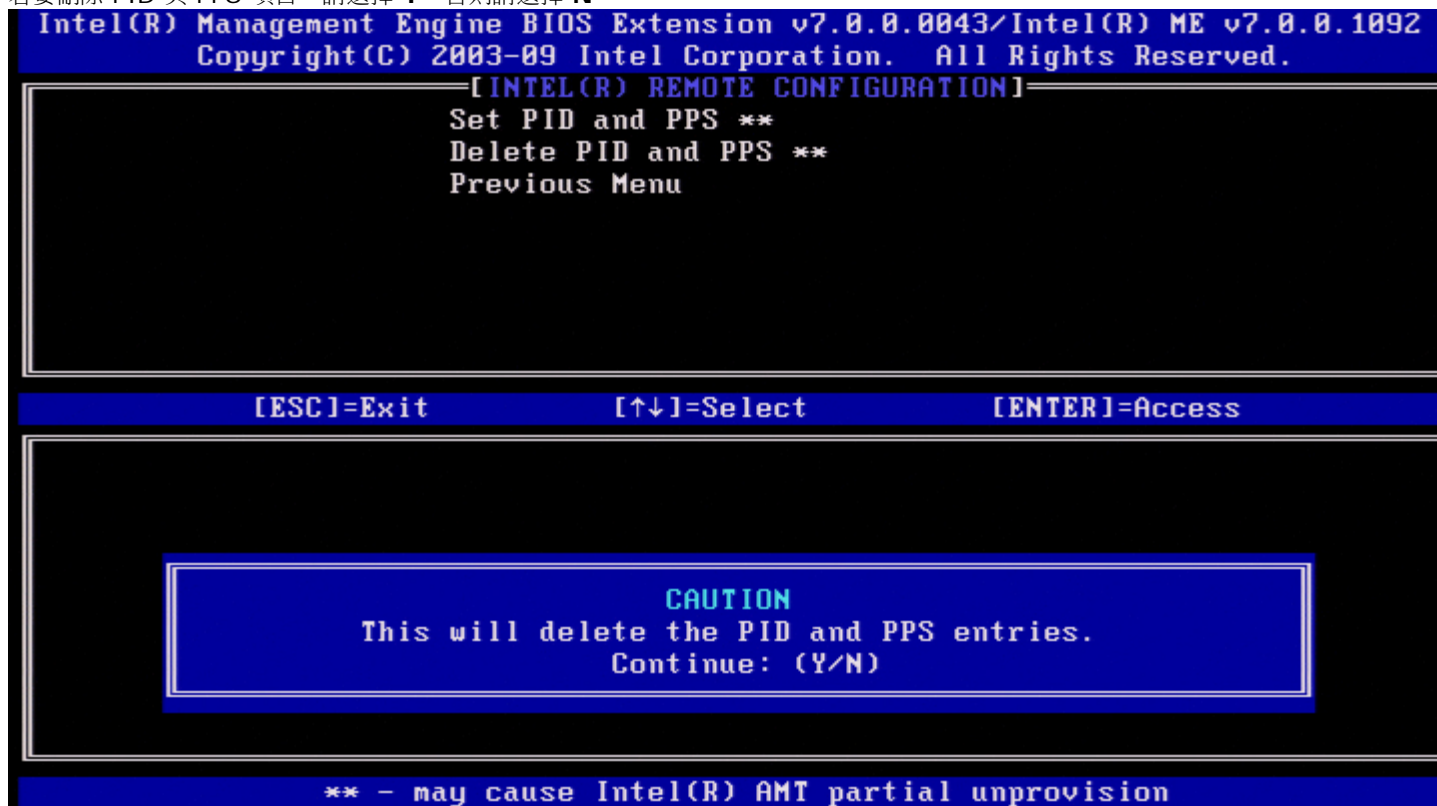 Intel(R) Management Engine BIOS Extension v7.0.0.0043/Intel(R) ME v7.0.0.1092
Copyright(C) 2003-09 Intel Corporation. All Rights Reserved.
[INTEL(R) REMOTE CONFIGURATION]
Set PID and PPS **
Delete PID and PPS **
Previous Menu
[ESC]=Exit [↑↓]=Select [ENTER]=Access
CAUTION
This will delete the PID and PPS entries.
Continue: (Y/N)
** - may cause Intel(R) AMT partial unprovision